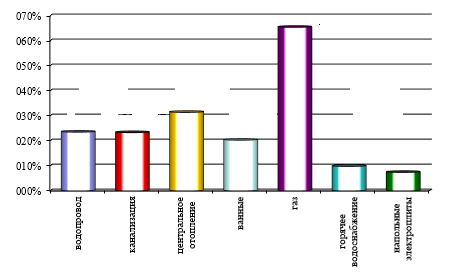 070%
060%
050%
040%
030%
020%
010%
000%
водопровод
канализация
центральное
отопление
ванные
газ
горячее
водоснабжение
напольные
электроплиты